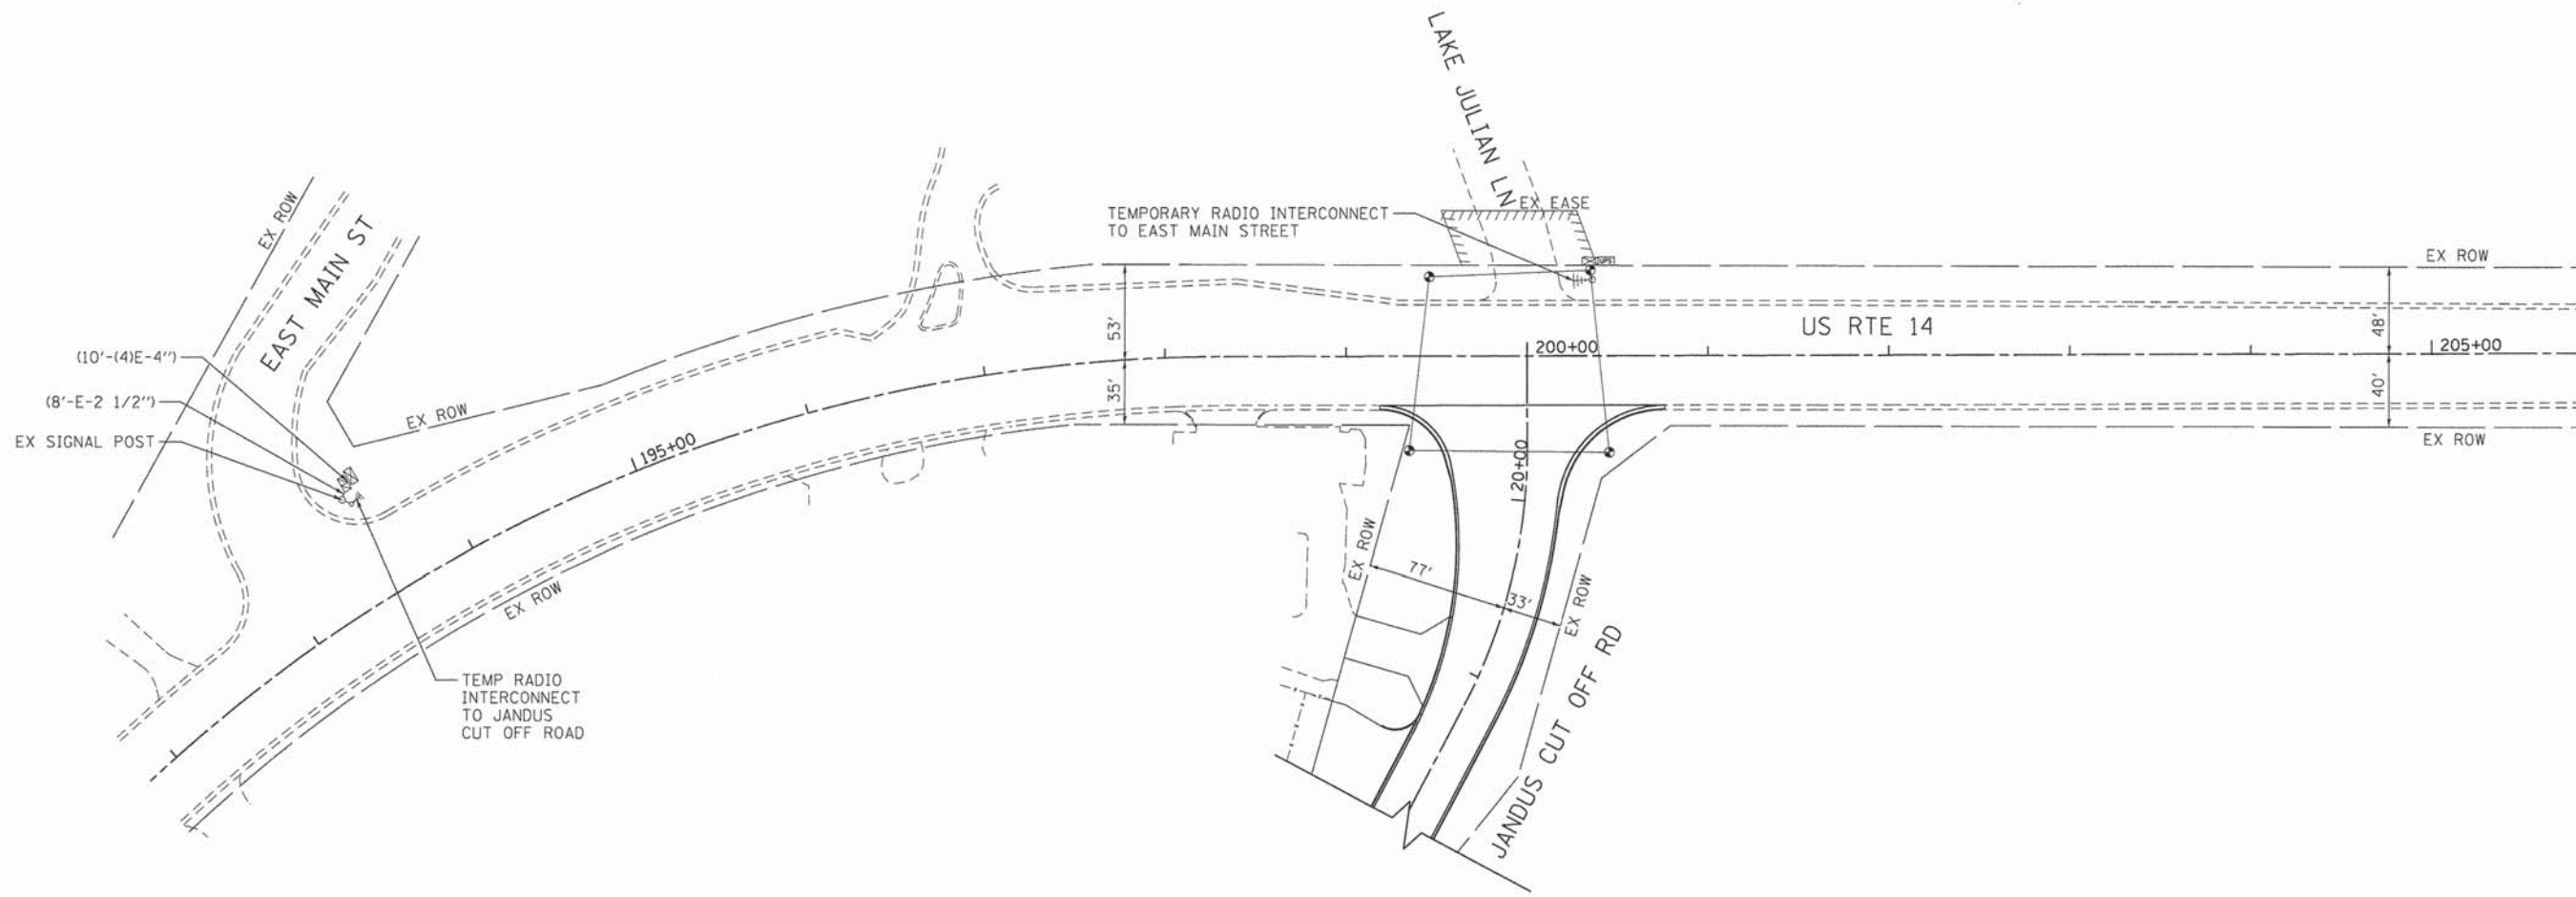 LAKE JULIAN LN
EX EASE
TEMPORARY RADIO INTERCONNECT
TO EAST MAIN STREET
EX ROW
EAST MAIN ST
EX ROW
US RTE 14
53'
48'
200+00
205+00
(10'-(4)E-4")
(8'-E-2 1/2")
EX SIGNAL POST
EX ROW
35'
40'
195+00
20+00
EX ROW
EX ROW
EX ROW
77'
33'
EX ROW
TEMP RADIO
INTERCONNECT
TO JANDUS
CUT OFF ROAD
JANDUS CUT OFF RD